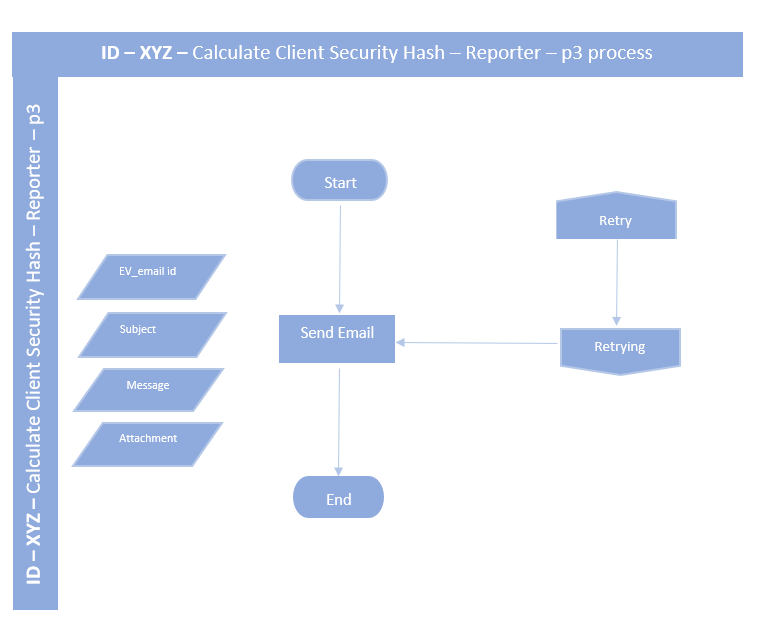 ID – XYZ – Calculate Client Security Hash – Reporter – p3 process
ID – XYZ – Calculate Client Security Hash – Reporter – p3
Start
Retry
EV_email id
Subject
Send Email
Retrying
Message
Attachment
End